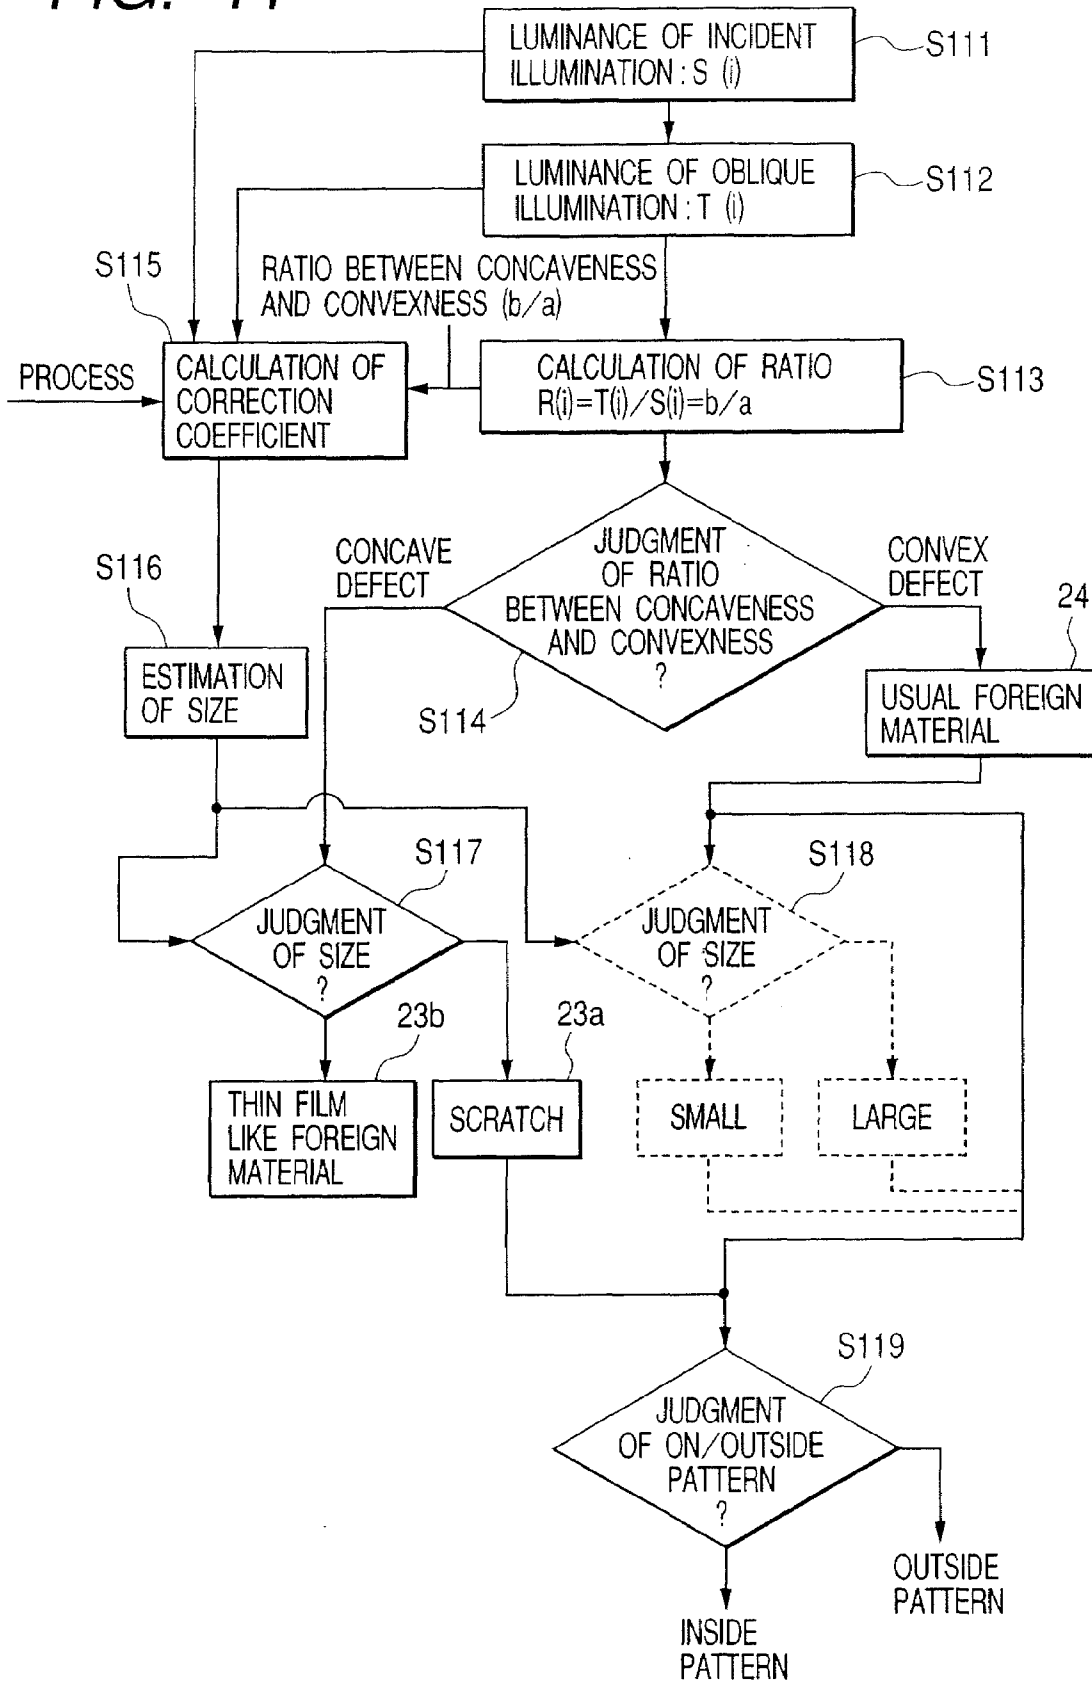 FIG. 11
LUMINANCE OF INCIDENT
ILLUMINATION : S (i)
S111
LUMINANCE OF OBLIQUE
ILLUMINATION : T (i)
S112
S115
RATIO BETWEEN CONCAVENESS
AND CONVEXNESS (b/a)
PROCESS
CALCULATION OF
CORRECTION
COEFFICIENT
CALCULATION OF RATIO
R(i)=T(i)/S(i)=b/a
S113
CONCAVE
DEFECT
JUDGMENT
OF RATIO
BETWEEN CONCAVENESS
AND CONVEXNESS
?
CONVEX
DEFECT
S114
S116
ESTIMATION
OF SIZE
24
USUAL FOREIGN
MATERIAL
S117
JUDGMENT
OF SIZE
?
S118
JUDGMENT
OF SIZE
?
23b
THIN FILM
LIKE FOREIGN
MATERIAL
23a
SCRATCH
SMALL
LARGE
S119
JUDGMENT
OF ON/OUTSIDE
PATTERN
?
OUTSIDE
PATTERN
INSIDE
PATTERN